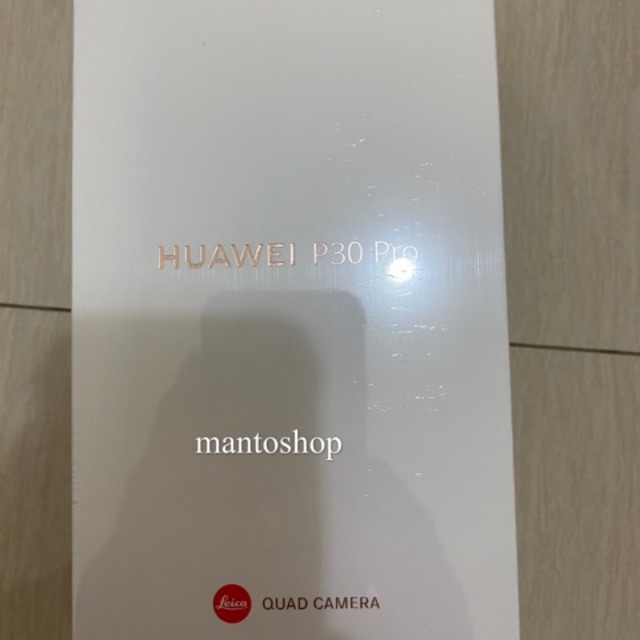 HUAWEI P30 Pro
mantoshop
Leica QUAD CAMERA